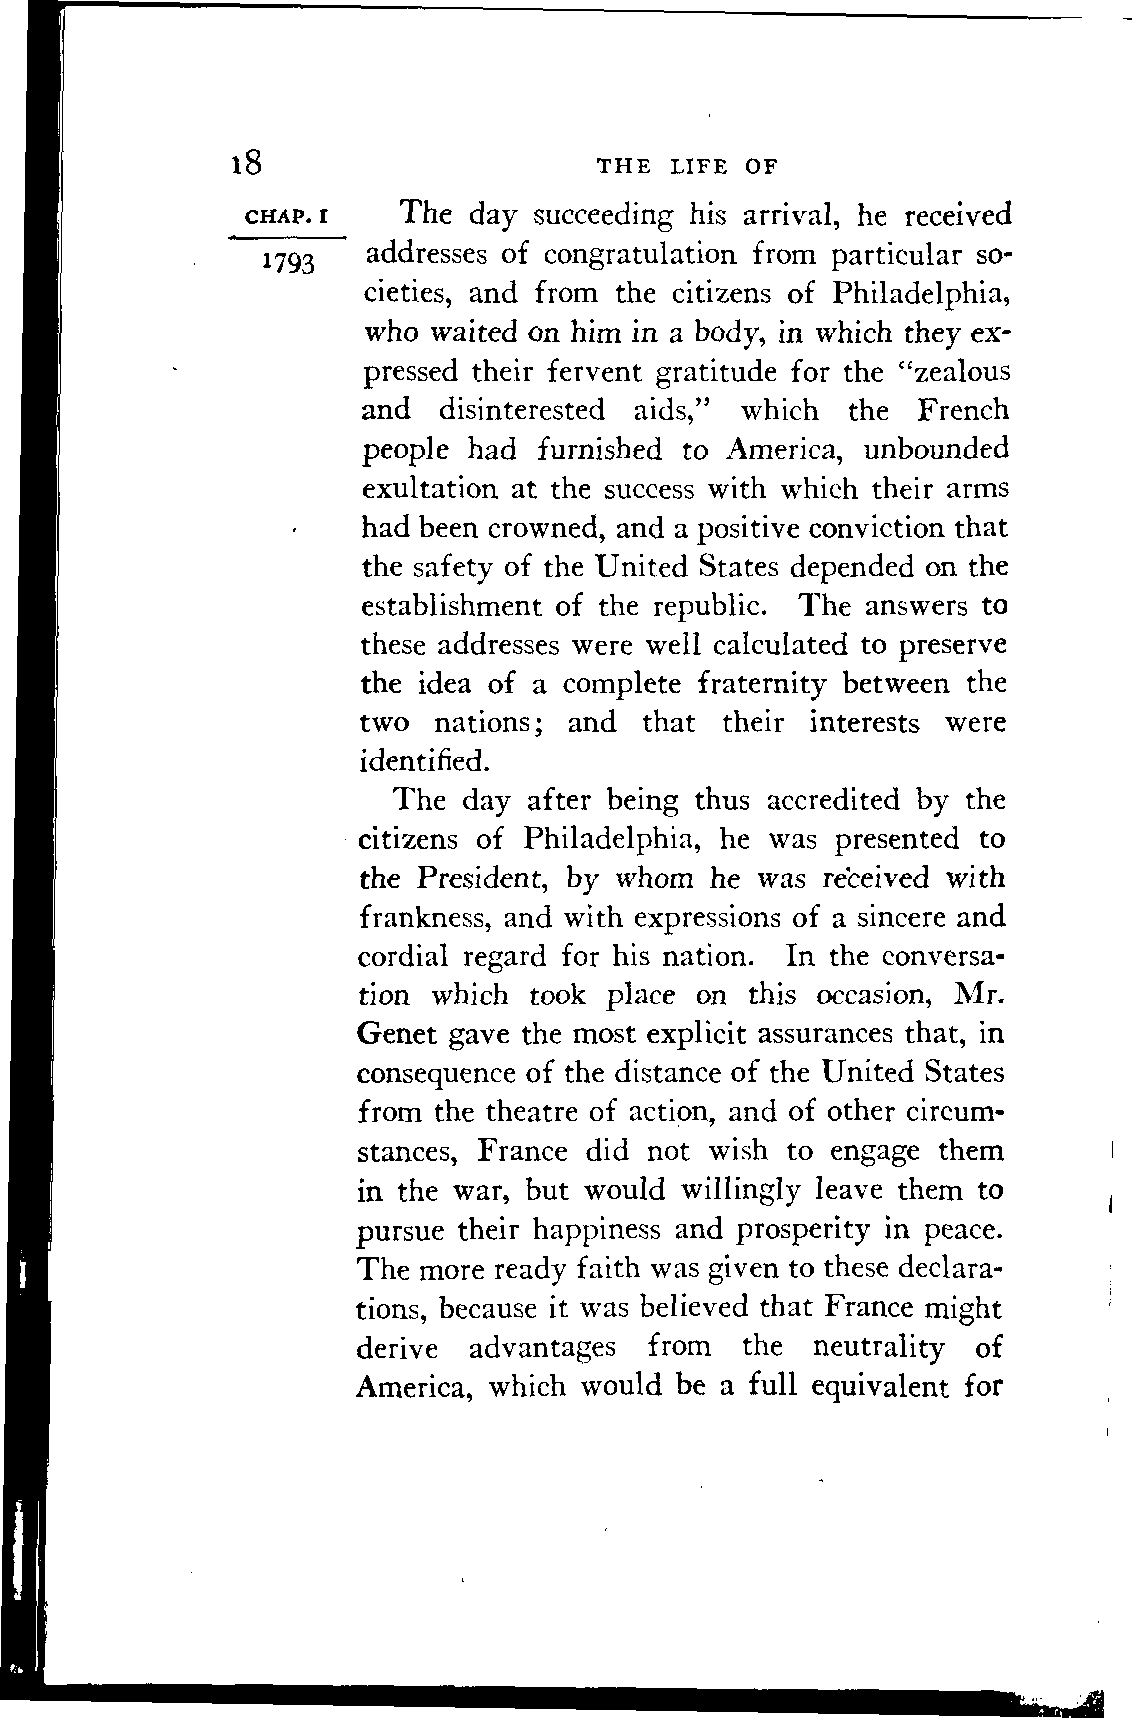 18 THE LIFE OF
CHAP. I
1793
The day succeeding his arrival, he received
addresses of congratulation from particular so-
cieties, and from the citizens of Philadelphia,
who waited on him in a body, in which they ex-
pressed their fervent gratitude for the “zealous
and disinterested aids,” which the French
people had furnished to America, unbounded
exultation at the success with which their arms
had been crowned, and a positive conviction that
the safety of the United States depended on the
establishment of the republic. The answers to
these addresses were well calculated to preserve
the idea of a complete fraternity between the
two nations; and that their interests were
identified.
The day after being thus accredited by the
citizens of Philadelphia, he was presented to
the President, by whom he was received with
frankness, and with expressions of a sincere and
cordial regard for his nation. In the conversa-
tion which took place on this occasion, Mr.
Genet gave the most explicit assurances that, in
consequence of the distance of the United States
from the theatre of action, and of other circum-
stances, France did not wish to engage them
in the war, but would willingly leave them to
pursue their happiness and prosperity in peace.
The more ready faith was given to these declara-
tions, because it was believed that France might
derive advantages from the neutrality of
America, which would be a full equivalent for